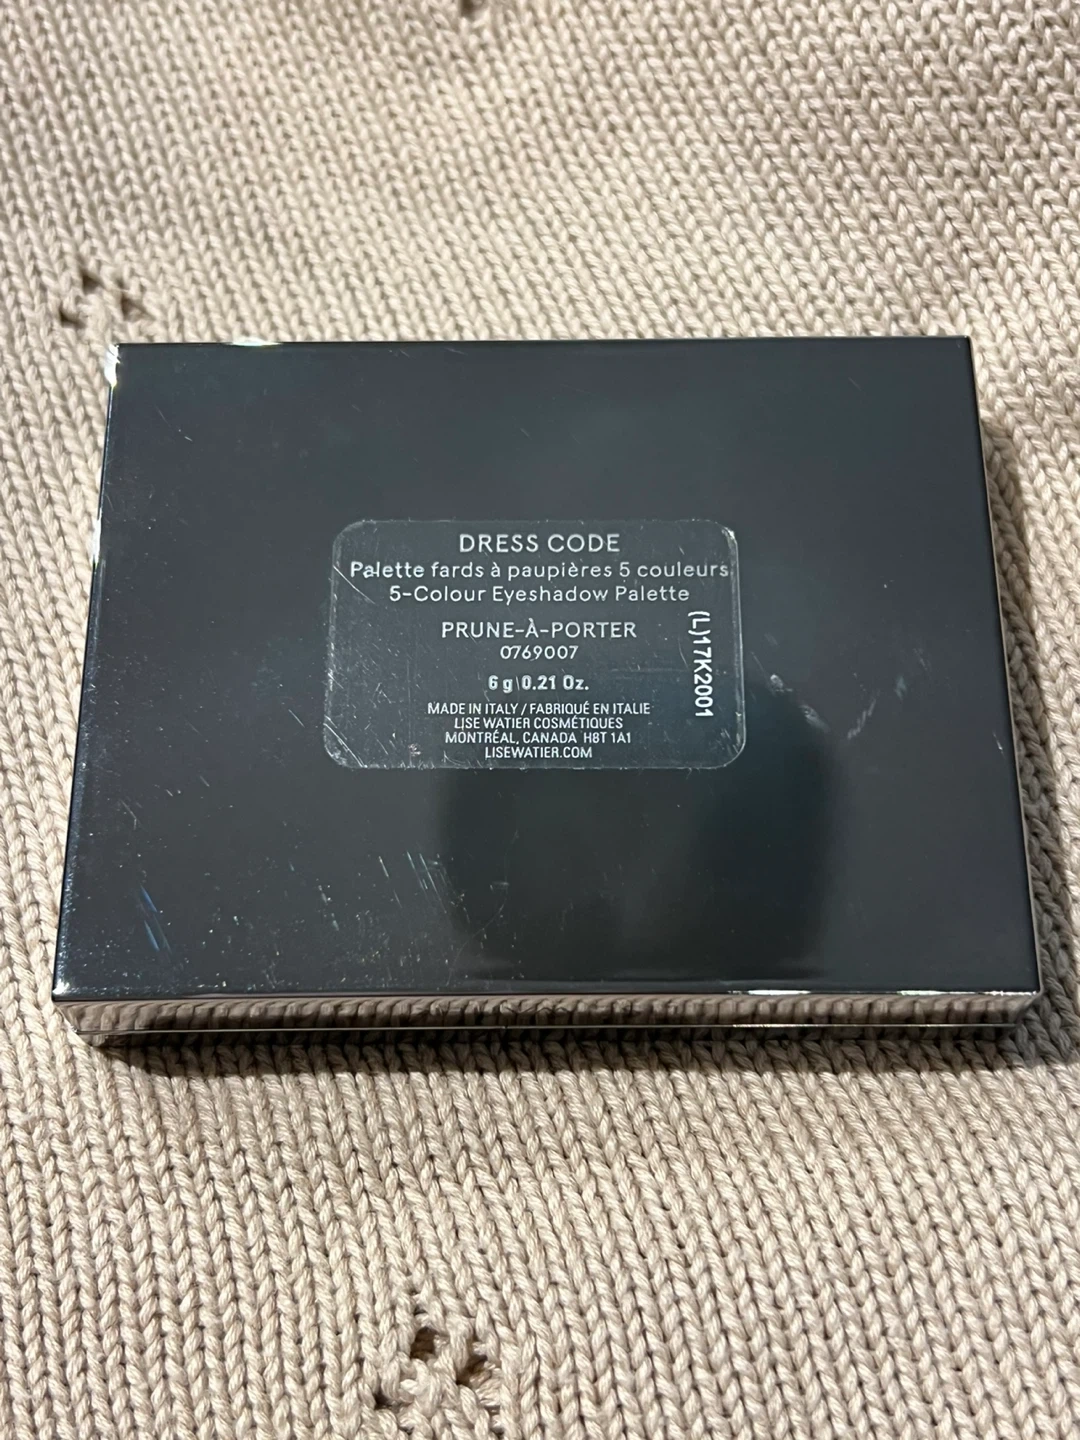 DRESS CODE
Palette fards à paupières 5 couleurs
5-Colour Eyeshadow Palette
PRUNE-À-PORTER
0769007
6 g 0.21 Oz.
MADE IN ITALY / FABRIQUÉ EN ITALIE
LISE WATIER COSMÉTIQUES
MONTRÉAL, CANADA H8T 1A1
LISEWATIER.COM
(L)17K2001